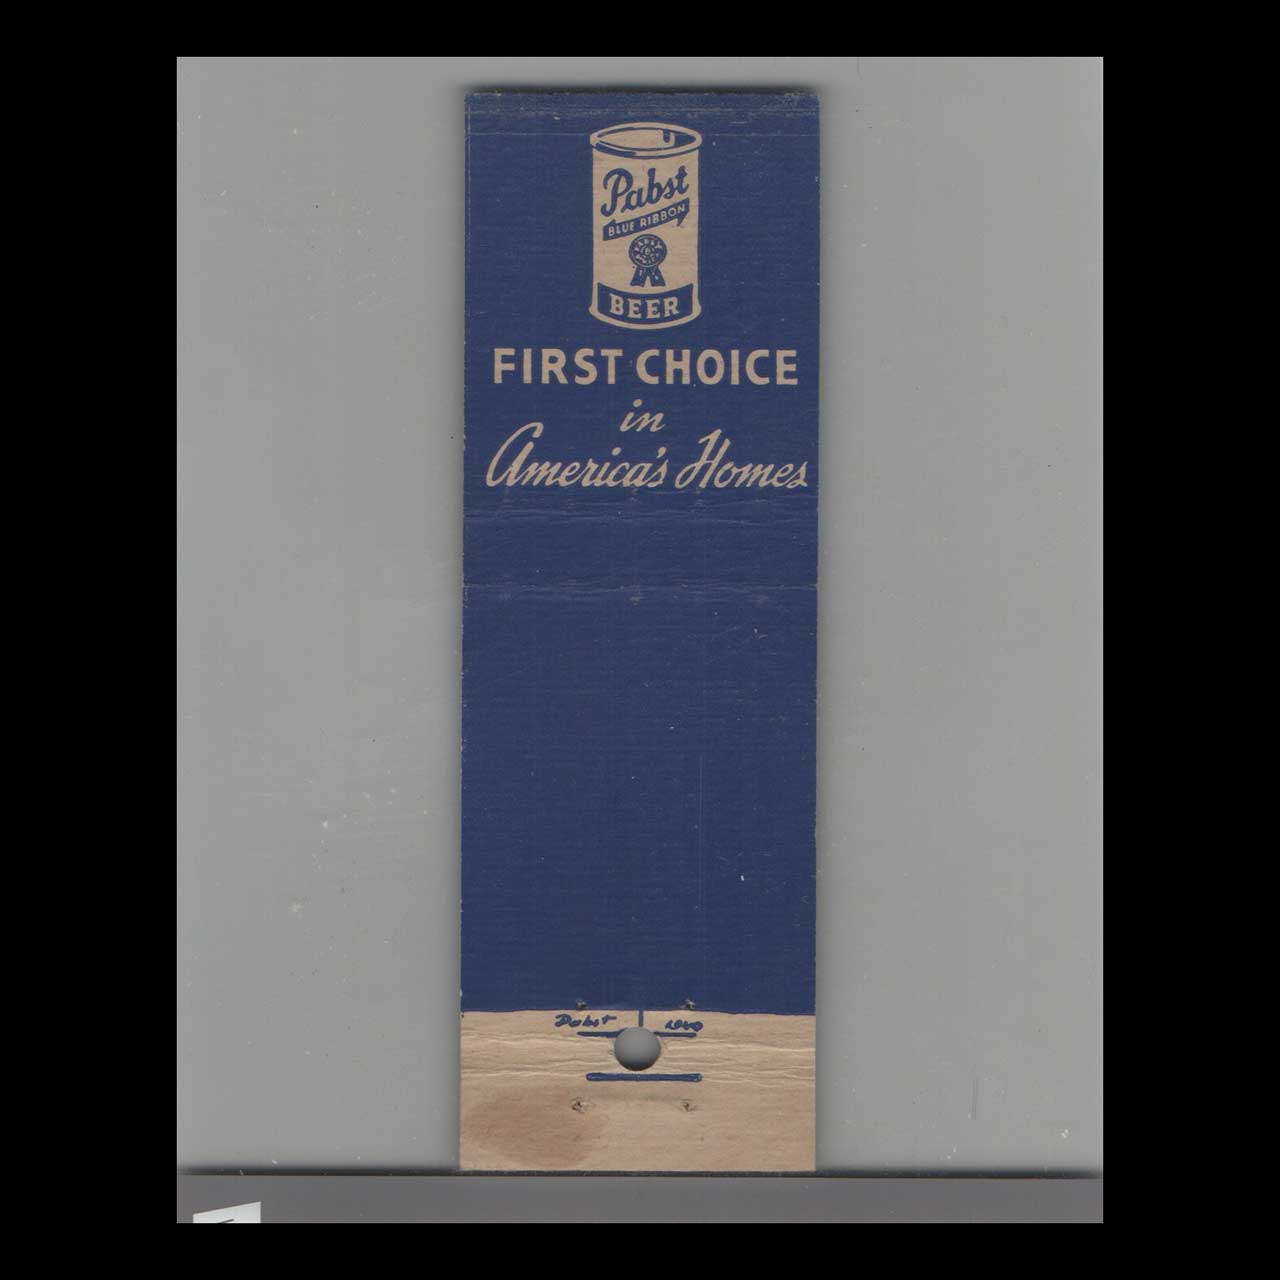 Pabst
BLUE RIBBON
BEER
FIRST CHOICE
in
America's Homes
Pabst